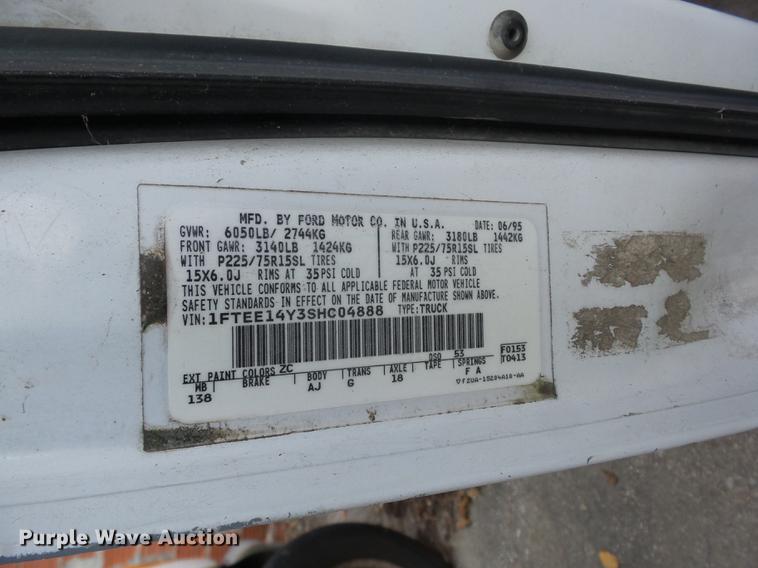 MFD. BY FORD MOTOR CO. IN U.S.A.
DATE: 06/95
GVWR: 6050LB/ 2744KG
REAR GAWR: 3180LB 1442KG
FRONT GAWR: 3140LB 1424KG
WITH P225/75R15SL TIRES
WITH P225/75R15SL TIRES
15X6.0J RIMS
15X6.0J RIMS AT 35 PSI COLD
AT 35 PSI COLD
THIS VEHICLE CONFORMS TO ALL APPLICABLE FEDERAL MOTOR VEHICLE
SAFETY STANDARDS IN EFFECT ON THE DATE OF MANUFACTURE SHOWN ABOVE.
VIN: 1FTEE14Y3SHC04888 TYPE: TRUCK
EXT PAINT COLORS ZC DSO 53 F0153
MB BRAKE BODY TRANS AXLE TAPE SPRINGS T0413
138 AJ G 18 F A
Purple Wave Auction